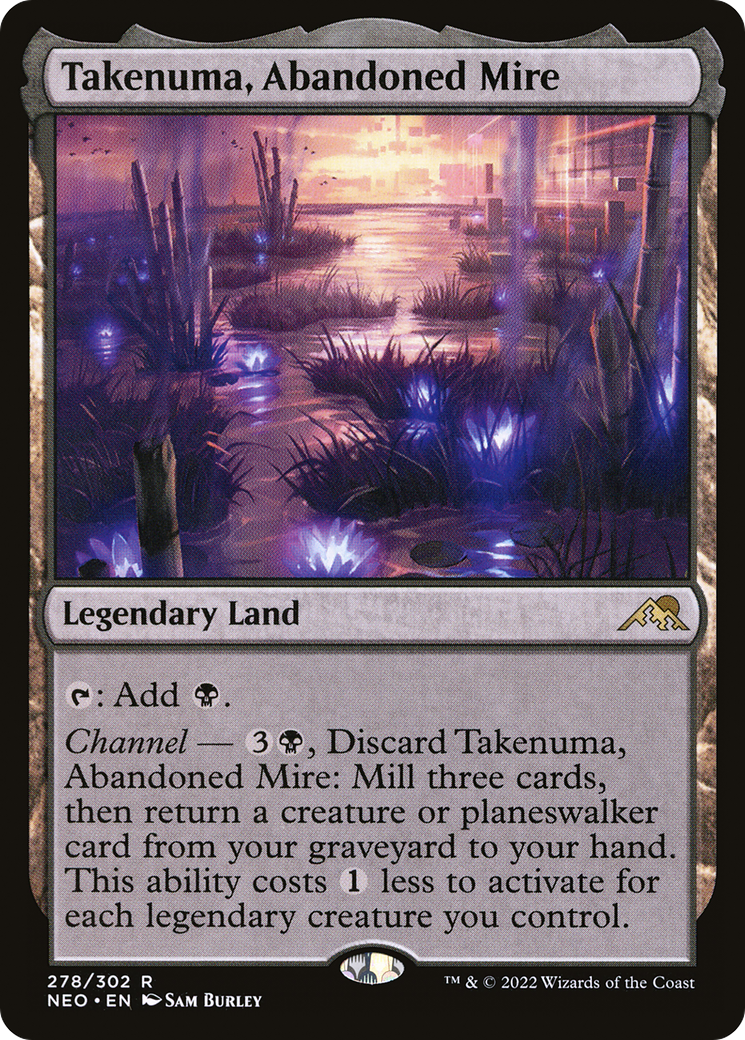 Takenuma, Abandoned Mire
Legendary Land
: Add .
Channel — 3, Discard Takenuma,
Abandoned Mire: Mill three cards,
then return a creature or planeswalker
card from your graveyard to your hand.
This ability costs 1 less to activate for
each legendary creature you control.
278/302 R
™ & © 2022 Wizards of the Coast
NEO • EN SAM BURLEY